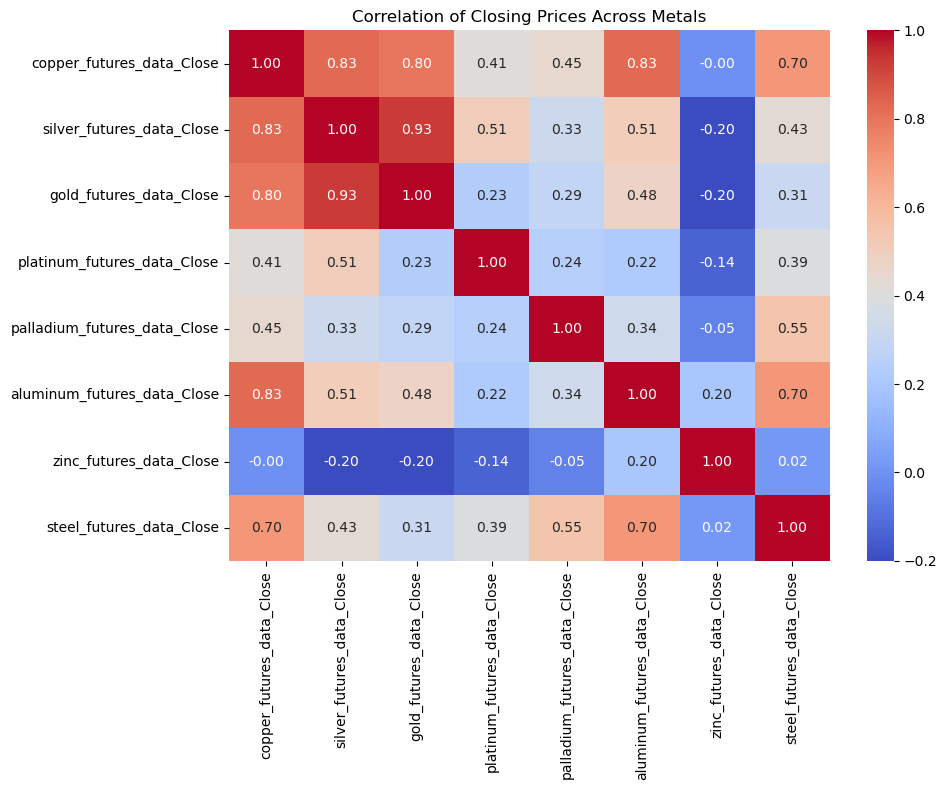 Correlation of Closing Prices Across Metals
copper_futures_data_Close 1.00 0.83 0.80 0.41 0.45 0.83 -0.00 0.70
silver_futures_data_Close 0.83 1.00 0.93 0.51 0.33 0.51 -0.20 0.43
gold_futures_data_Close 0.80 0.93 1.00 0.23 0.29 0.48 -0.20 0.31
platinum_futures_data_Close 0.41 0.51 0.23 1.00 0.24 0.22 -0.14 0.39
palladium_futures_data_Close 0.45 0.33 0.29 0.24 1.00 0.34 -0.05 0.55
aluminum_futures_data_Close 0.83 0.51 0.48 0.22 0.34 1.00 0.20 0.70
zinc_futures_data_Close -0.00 -0.20 -0.20 -0.14 -0.05 0.20 1.00 0.02
steel_futures_data_Close 0.70 0.43 0.31 0.39 0.55 0.70 0.02 1.00
copper_futures_data_Close
silver_futures_data_Close
gold_futures_data_Close
platinum_futures_data_Close
palladium_futures_data_Close
aluminum_futures_data_Close
zinc_futures_data_Close
steel_futures_data_Close
1.0
0.8
0.6
0.4
0.2
0.0
-0.2